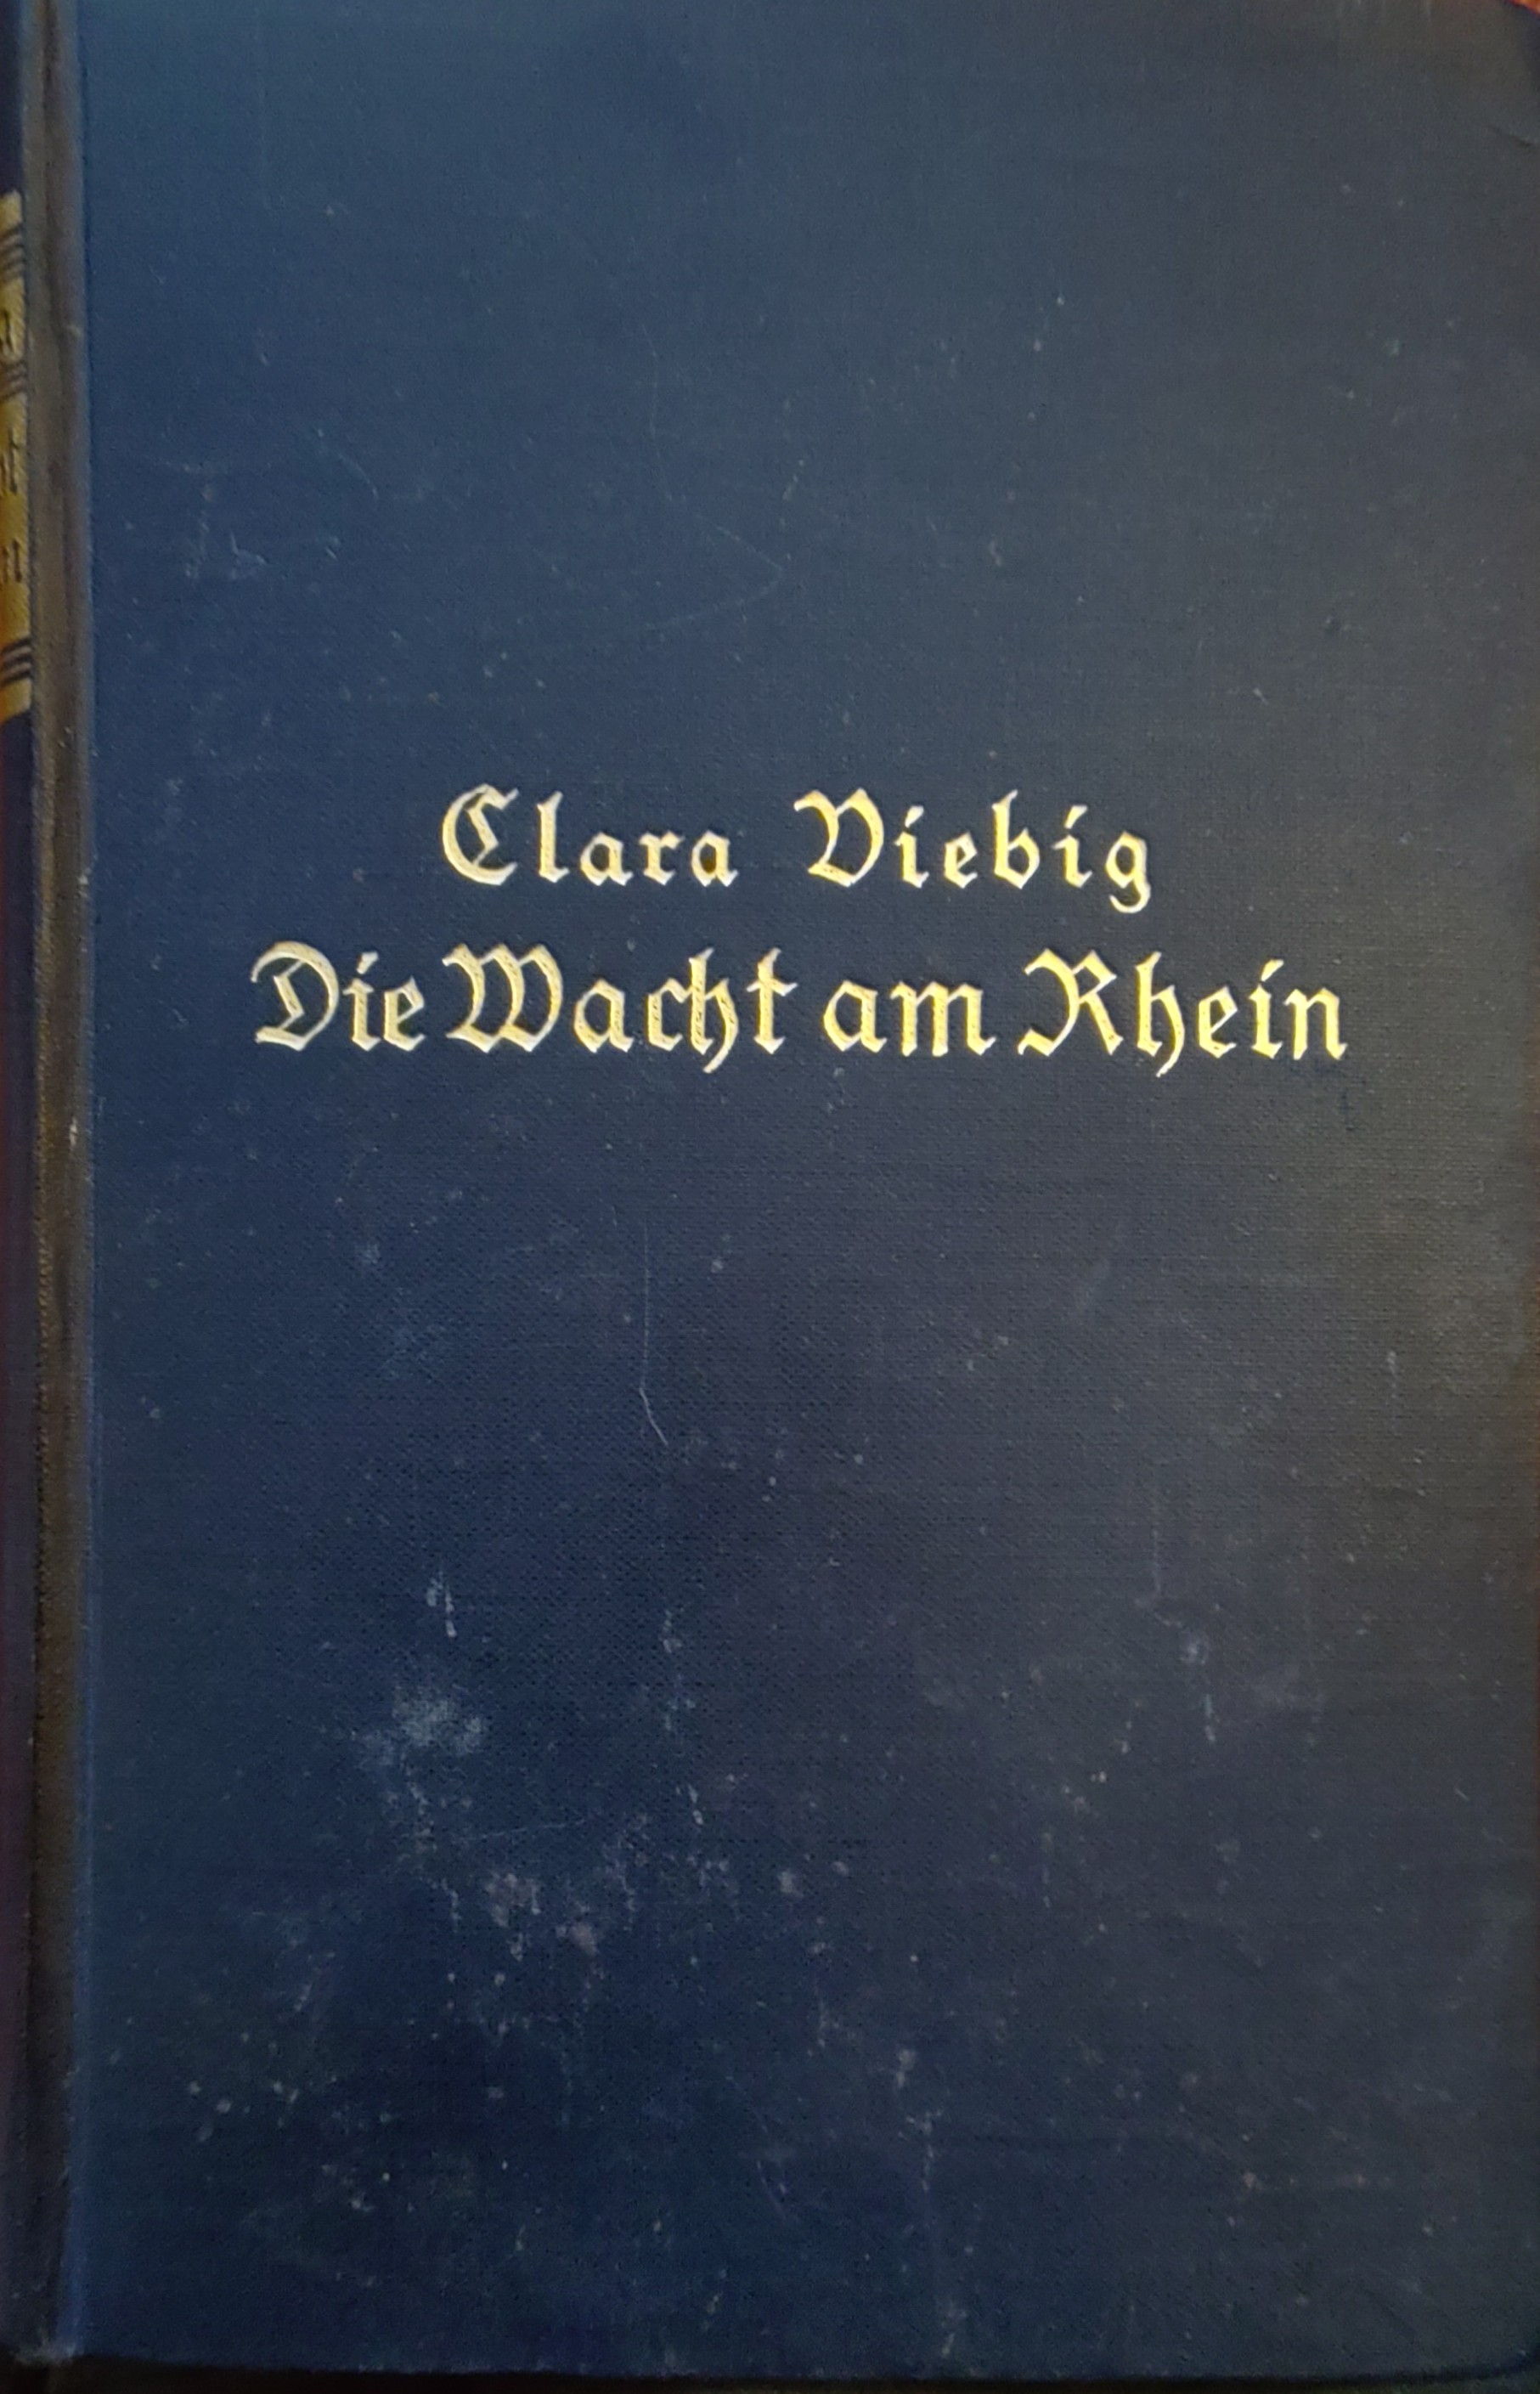 Clara Viebig
Die Wacht am Rhein